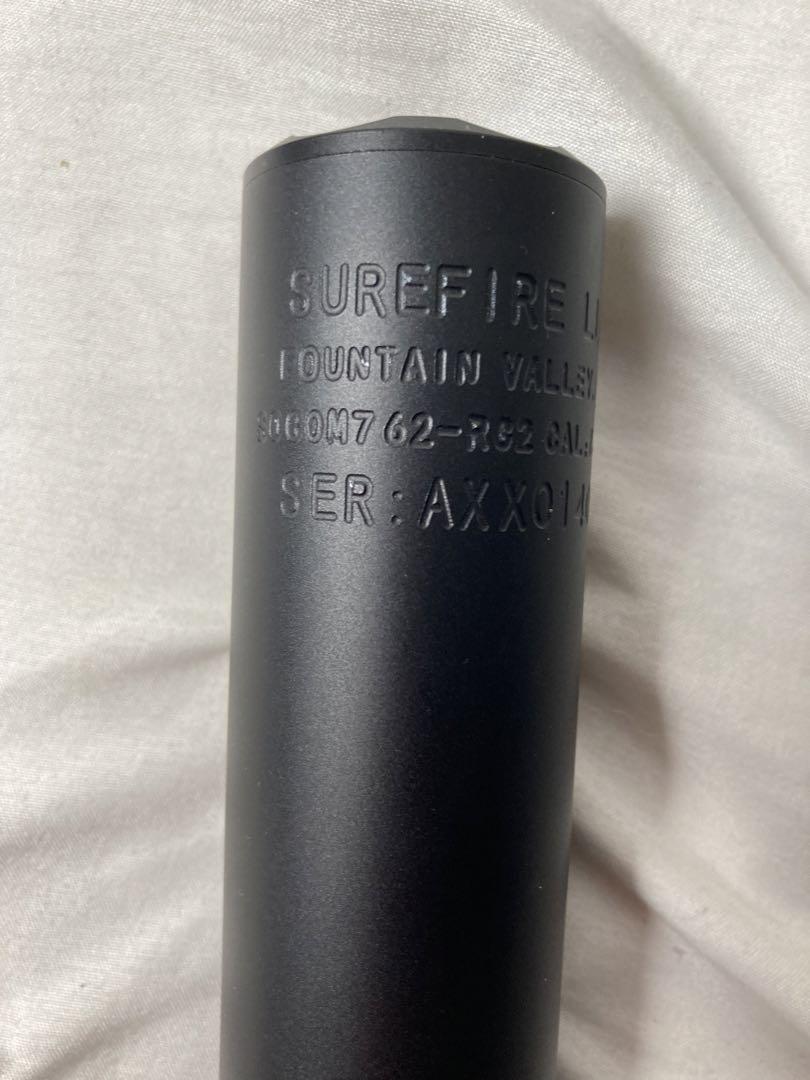 SUREFIRE
FOUNTAIN VALLEY
SOCOM762-RC2 CAL:
SER: AXX014